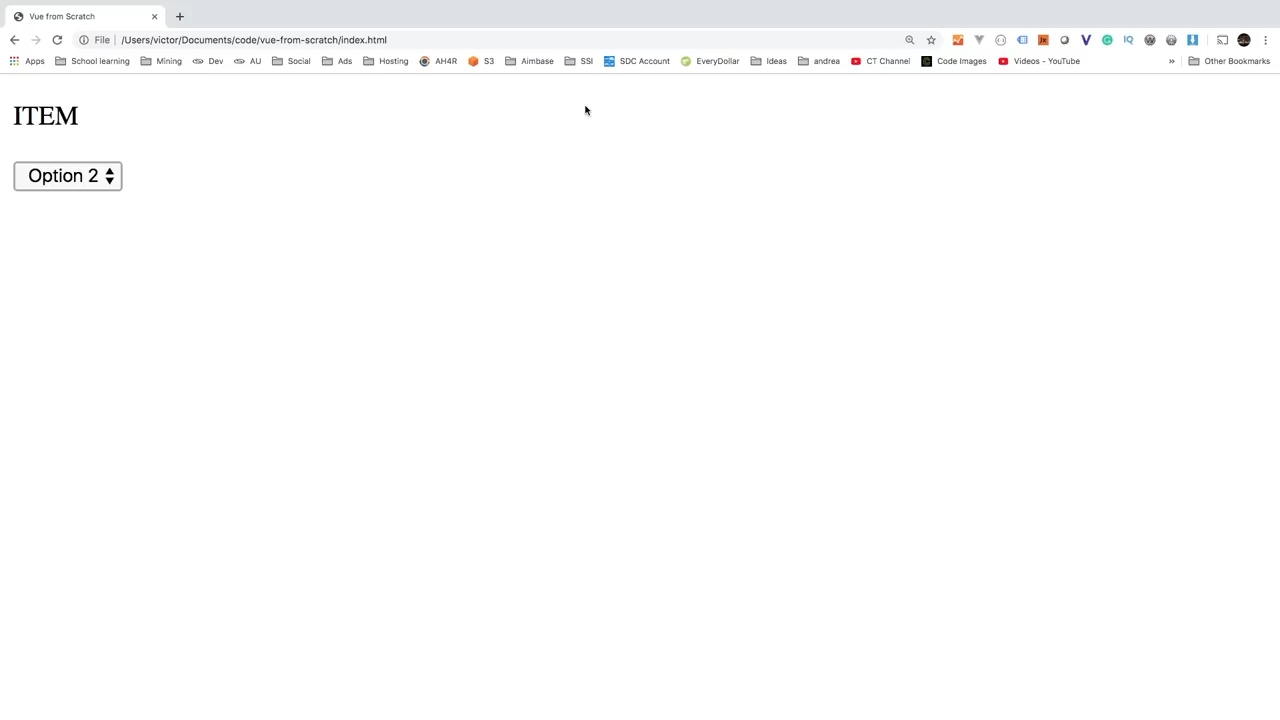 Vue from Scratch
File /Users/victor/Documents/code/vue-from-scratch/index.html
Apps School learning Mining Dev AU Social Ads Hosting AH4R S3 Aimbase SSI SDC Account EveryDollar Ideas andrea CT Channel Code Images Videos - YouTube » Other Bookmarks
ITEM
Option 2